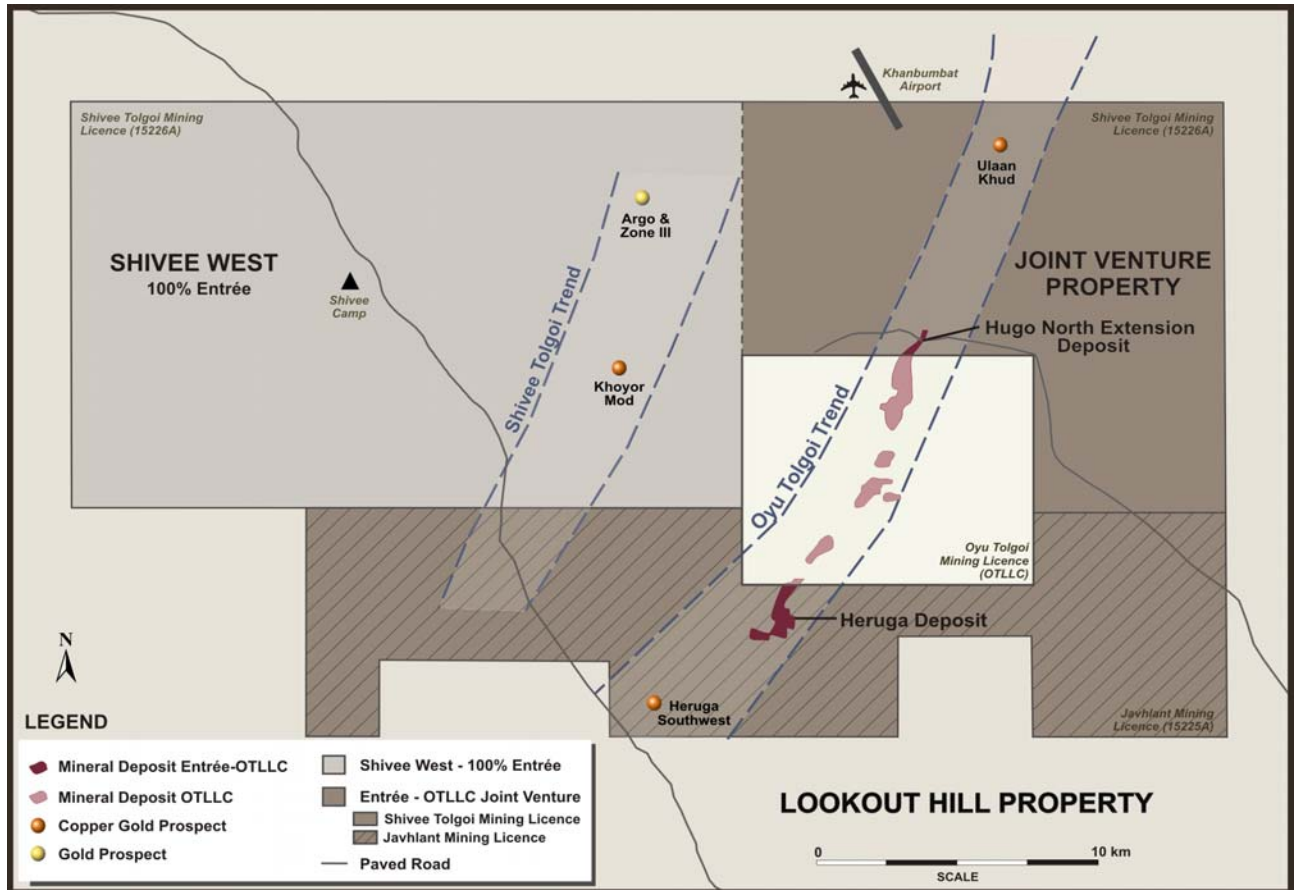 Khanbumbat
Airport
Shivee Tolgoi Mining
Licence (15226A)
Shivee Tolgoi Mining
Licence (15226A)
Ulaan
Khud
Argo &
Zone III
SHIVEE WEST
100% Entrée
JOINT VENTURE
PROPERTY
Shivee
Camp
Shivee Tolgoi Trend
Hugo North Extension
Deposit
Khoyor
Mod
Oyu Tolgoi Trend
Oyu Tolgoi
Mining Licence
(OTLLC)
Heruga Deposit
N
Heruga
Southwest
Javhlant Mining
Licence (15225A)
LEGEND
Mineral Deposit Entrée-OTLLC
Mineral Deposit OTLLC
Copper Gold Prospect
Gold Prospect
Shivee West - 100% Entrée
Entrée - OTLLC Joint Venture
Shivee Tolgoi Mining Licence
Javhlant Mining Licence
Paved Road
LOOKOUT HILL PROPERTY
0 10 km
SCALE